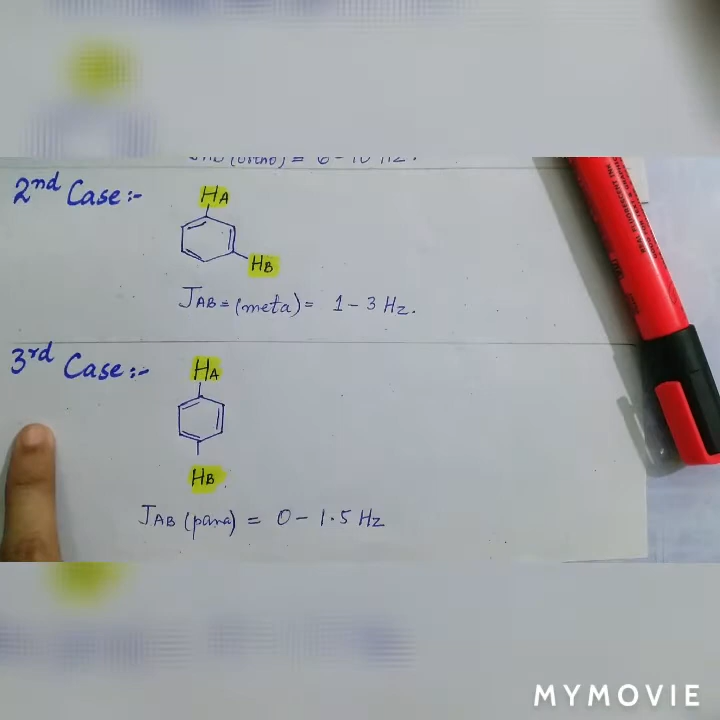 2nd Case:-
HA
HB
JAB=(meta)= 1-3 Hz.
3rd Case:-
HA
HB
JAB (para) = 0-1.5 Hz
MYMOVIE